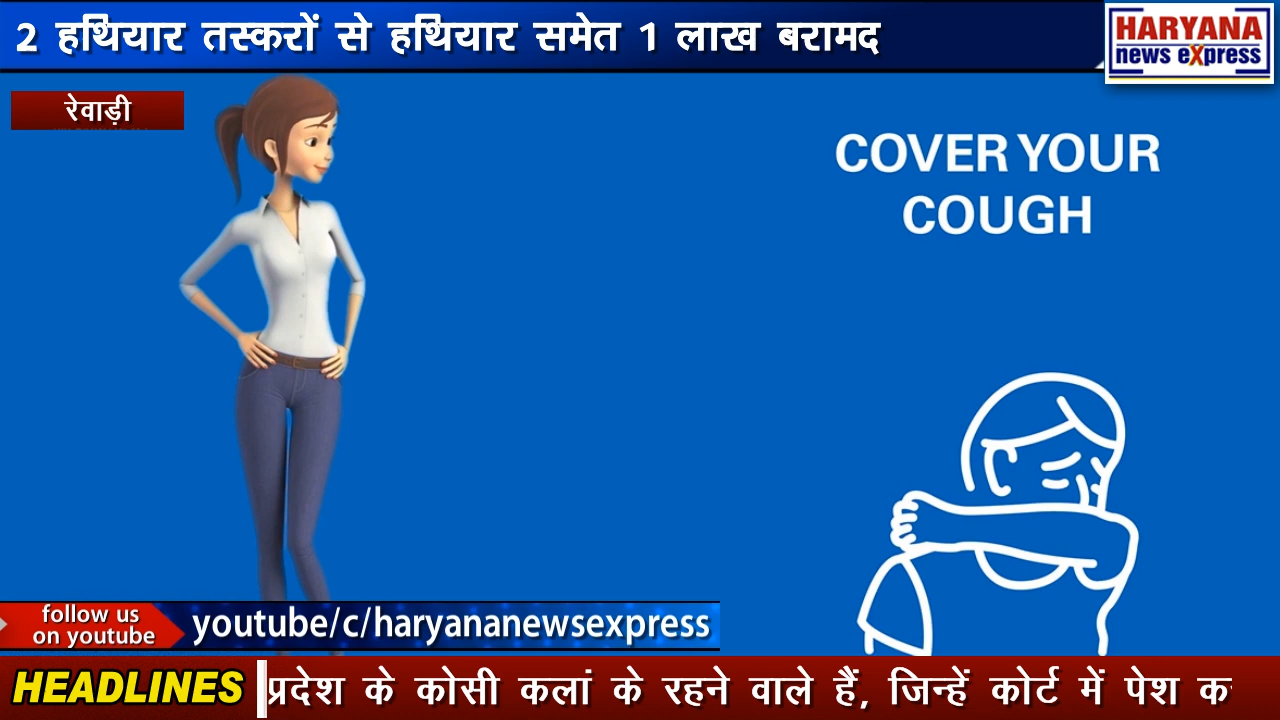 2 हथियार तस्करों से हथियार समेत 1 लाख बरामद
HARYANA
news eXpress
रेवाड़ी
COVER YOUR
COUGH
follow us
on youtube
youtube/c/haryananewsexpress
HEADLINES
प्रदेश के कोसी कलां के रहने वाले हैं, जिन्हें कोर्ट में पेश